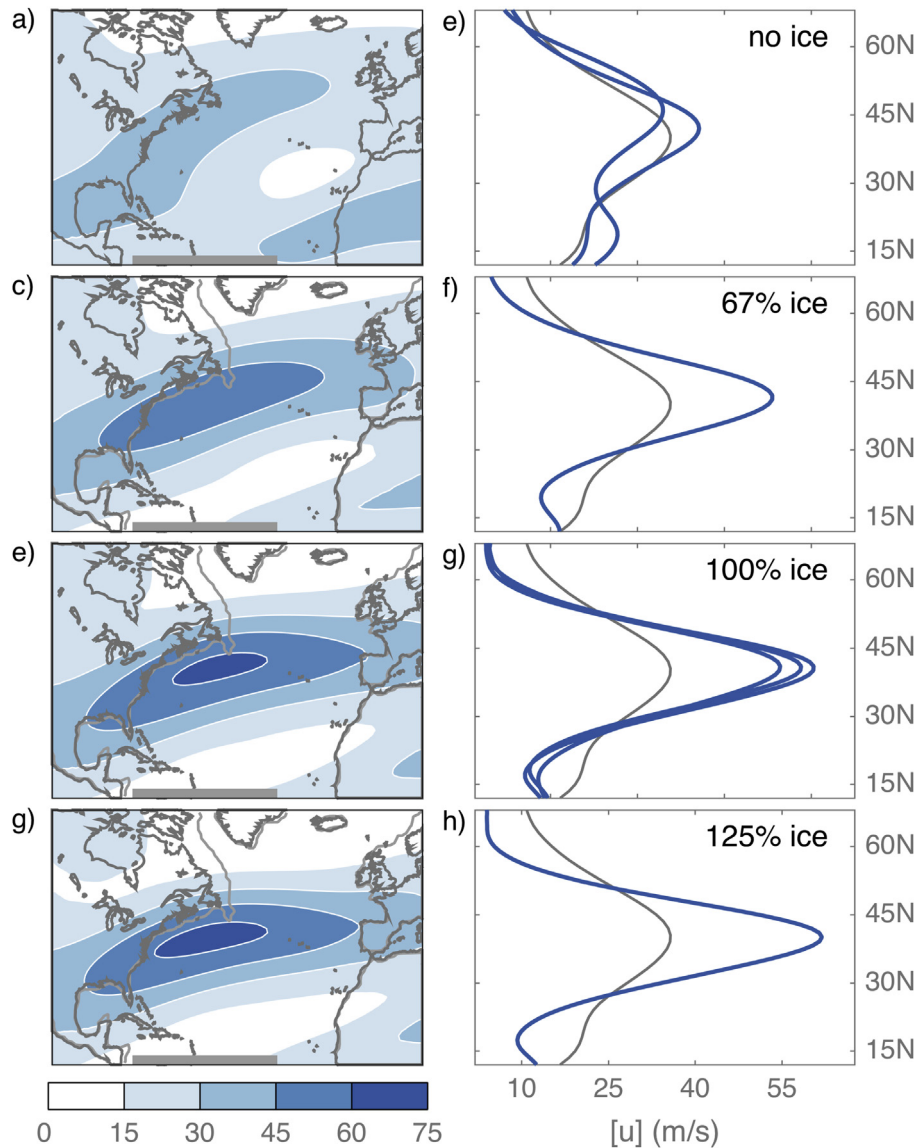 a)
e)
no ice
60N
45N
30N
15N
c)
f)
67% ice
60N
45N
30N
15N
e)
g)
100% ice
60N
45N
30N
15N
g)
h)
125% ice
60N
45N
30N
15N
0 15 30 45 60 75
10 25 40 55
[u] (m/s)